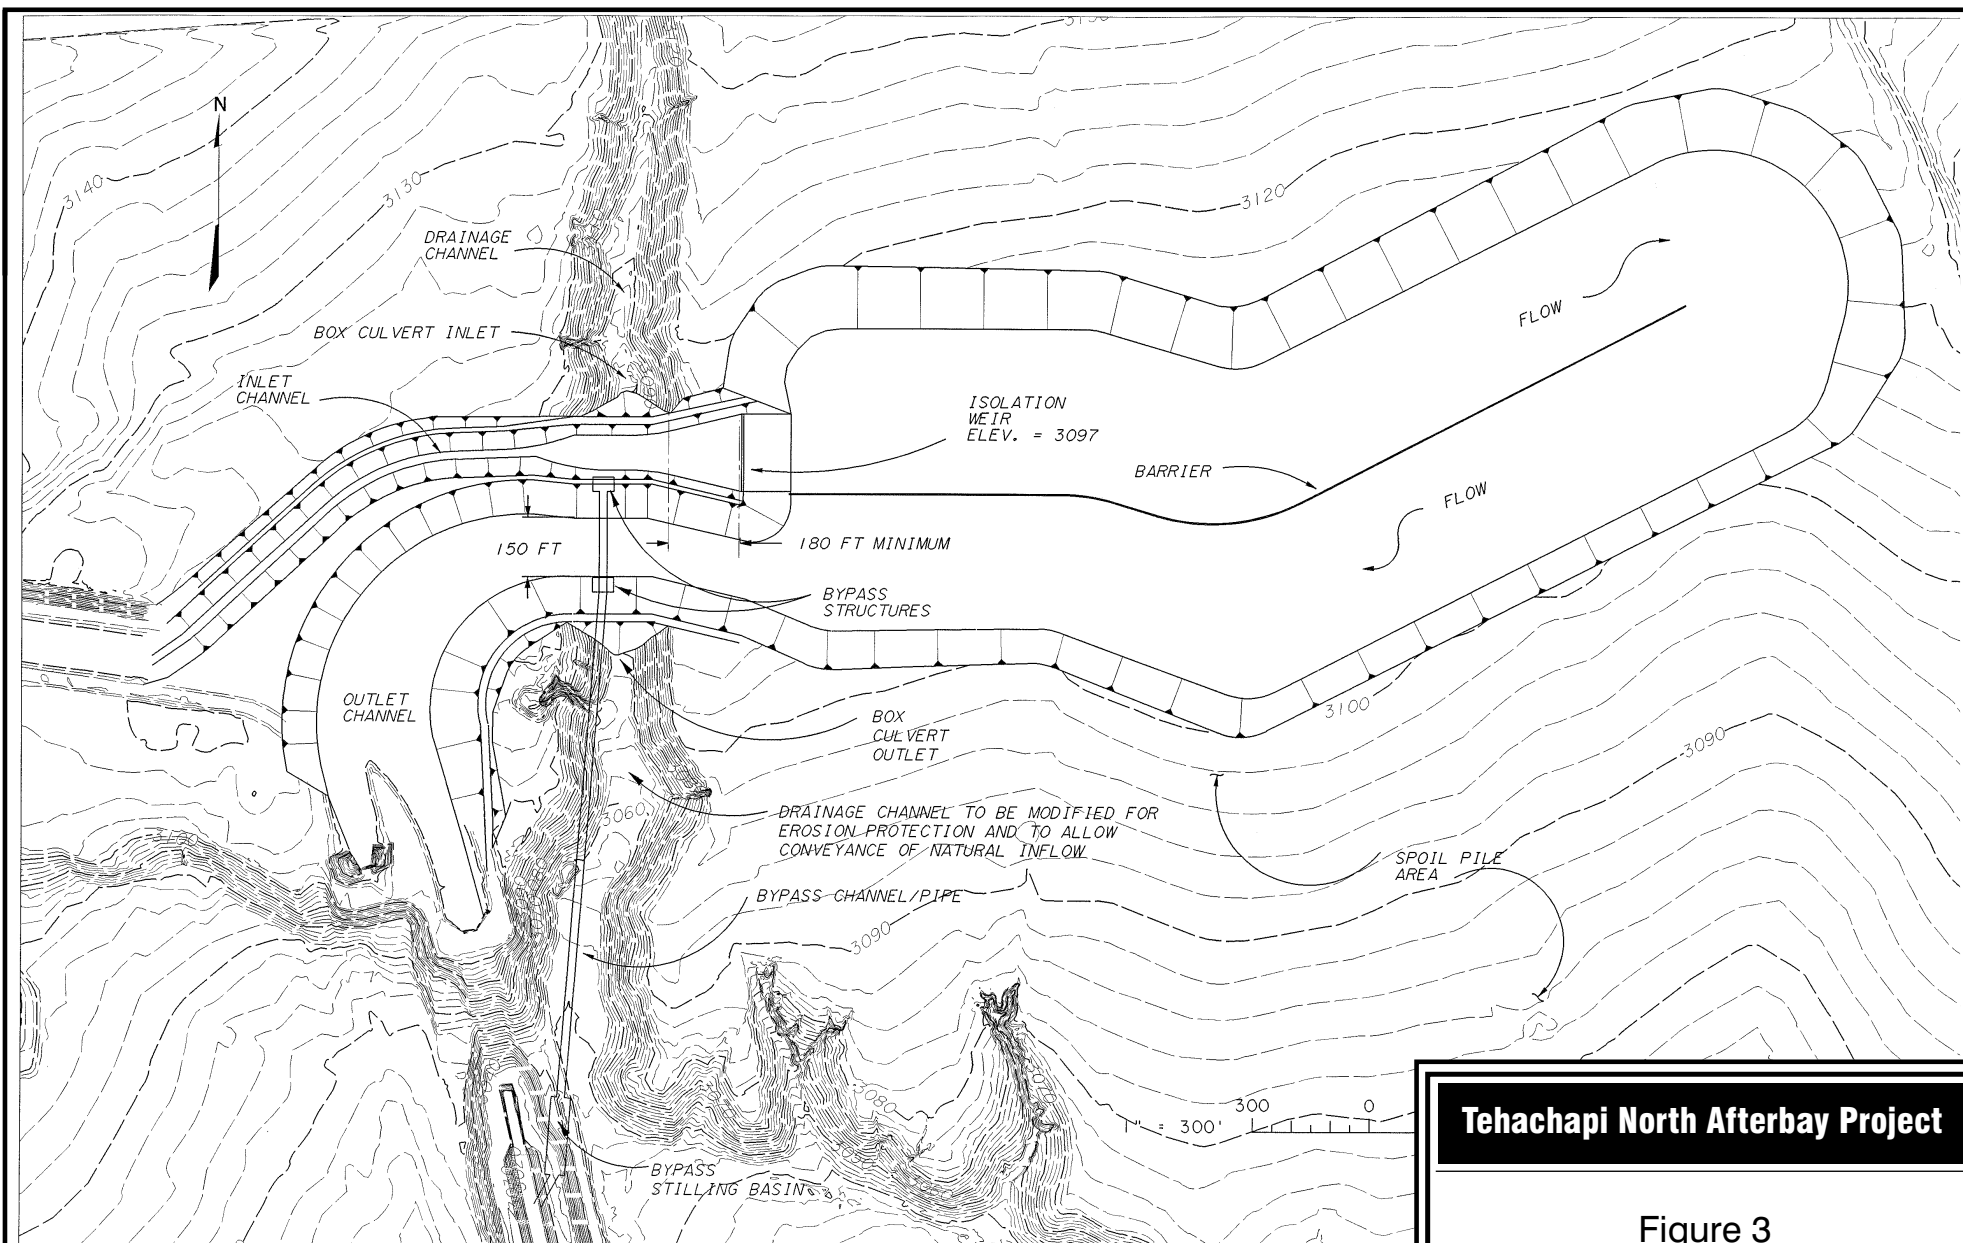 N
3140
3130
3120
DRAINAGE
CHANNEL
BOX CULVERT INLET
INLET
CHANNEL
FLOW
ISOLATION
WEIR
ELEV. = 3097
BARRIER
FLOW
150 FT
180 FT MINIMUM
BYPASS
STRUCTURES
OUTLET
CHANNEL
BOX
CULVERT
OUTLET
3100
3090
3060
DRAINAGE CHANNEL TO BE MODIFIED FOR
EROSION PROTECTION AND TO ALLOW
CONVEYANCE OF NATURAL INFLOW
SPOIL PILE
AREA
BYPASS CHANNEL/PIPE
3090
3080
1" = 300'
300 0
BYPASS
STILLING BASIN
Tehachapi North Afterbay Project
Figure 3